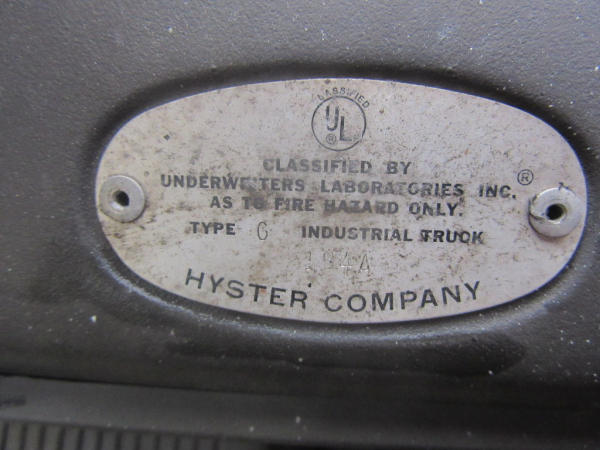 CLASSIFIED
UL®
CLASSIFIED BY
UNDERWRITERS LABORATORIES INC.®
AS TO FIRE HAZARD ONLY.
TYPE G INDUSTRIAL TRUCK
HYSTER COMPANY